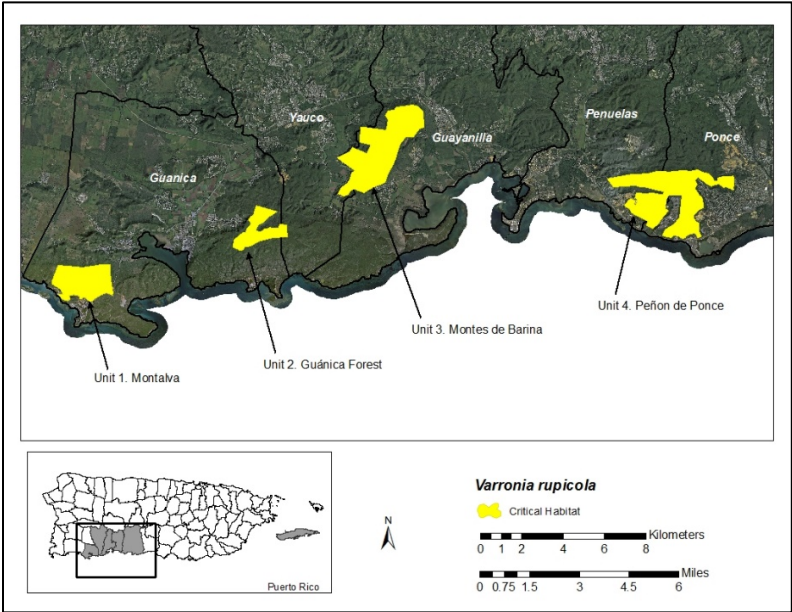 Yauco
Guayanilla
Penuelas
Ponce
Guanica
Unit 4. Peñon de Ponce
Unit 3. Montes de Barina
Unit 2. Guánica Forest
Unit 1. Montalva
Varronia rupicola
Critical Habitat
N
Kilometers
0 1 2 4 6 8
Miles
0 0.75 1.5 3 4.5 6
Puerto Rico